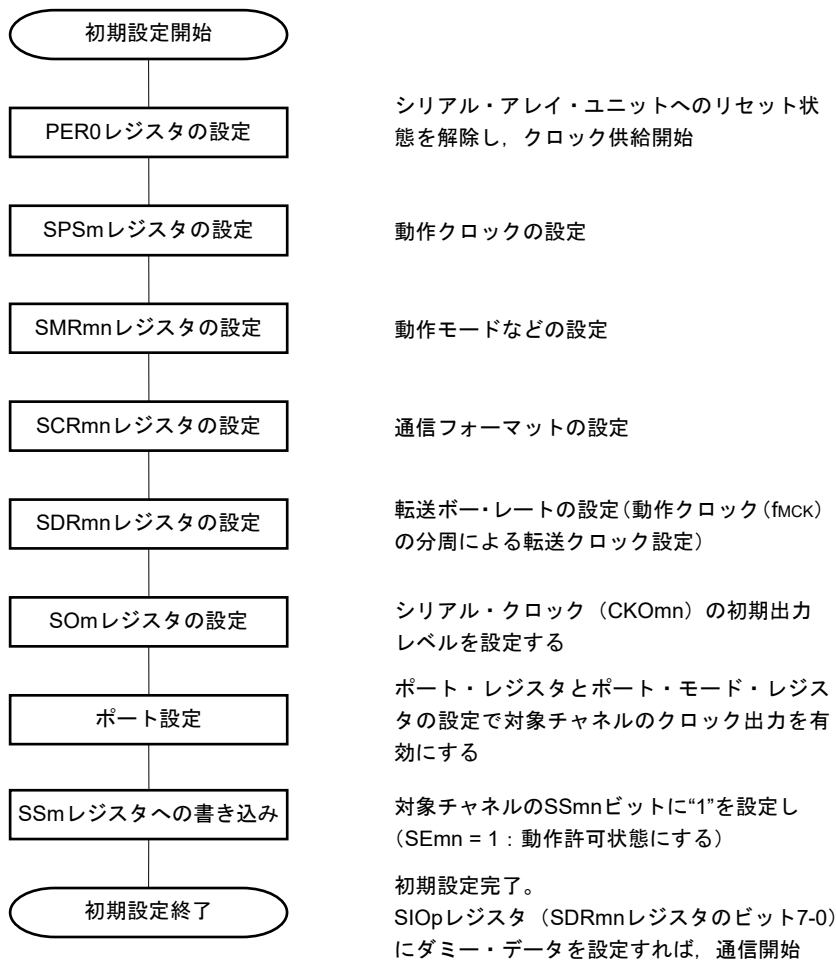 初期設定開始
PER0レジスタの設定
シリアル・アレイ・ユニットへのリセット状
態を解除し，クロック供給開始
SPSmレジスタの設定
動作クロックの設定
SMRmnレジスタの設定
動作モードなどの設定
SCRmnレジスタの設定
通信フォーマットの設定
SDRmnレジスタの設定
転送ボー・レートの設定（動作クロック（fMCK）
の分周による転送クロック設定）
SOmレジスタの設定
シリアル・クロック（CKOmn）の初期出力
レベルを設定する
ポート設定
ポート・レジスタとポート・モード・レジス
タの設定で対象チャネルのクロック出力を有
効にする
SSmレジスタへの書き込み
対象チャネルのSSmnビットに“1”を設定し
（SEmn = 1：動作許可状態にする）
初期設定終了
初期設定完了。
SIOpレジスタ（SDRmnレジスタのビット7-0）
にダミー・データを設定すれば，通信開始